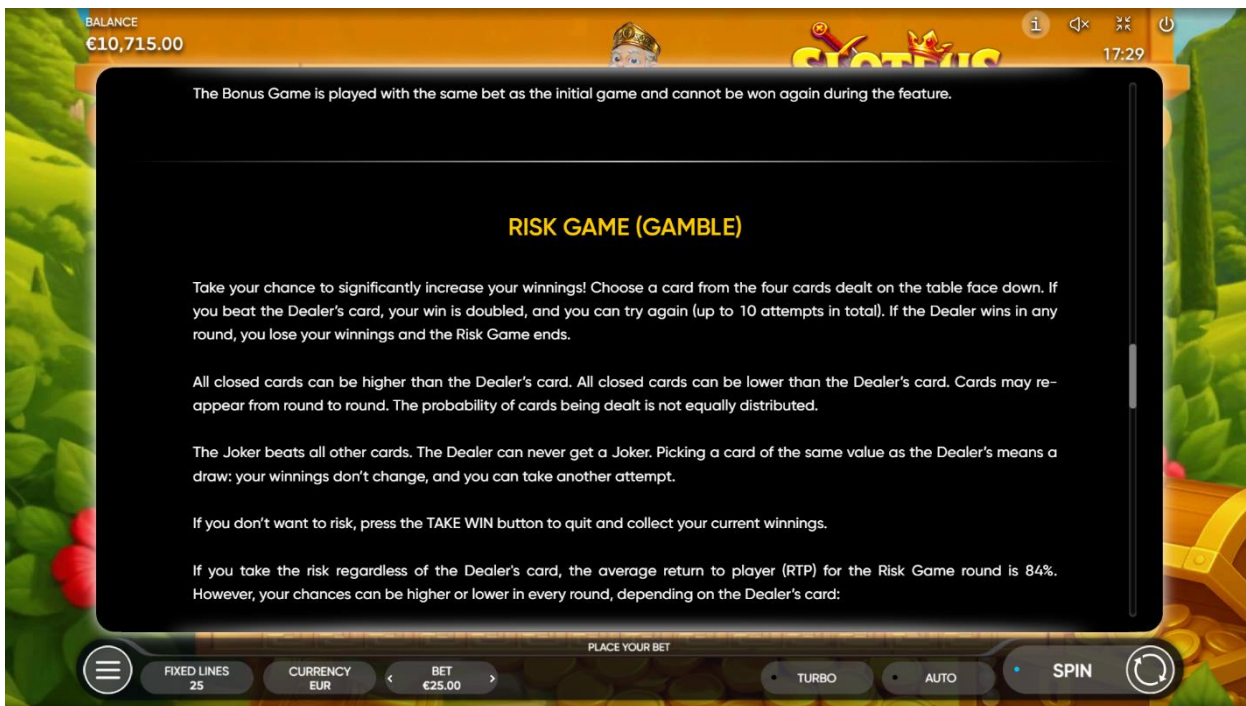 BALANCE
€10,715.00
SLOTEUS
i
17:29
The Bonus Game is played with the same bet as the initial game and cannot be won again during the feature.
RISK GAME (GAMBLE)
Take your chance to significantly increase your winnings! Choose a card from the four cards dealt on the table face down. If
you beat the Dealer's card, your win is doubled, and you can try again (up to 10 attempts in total). If the Dealer wins in any
round, you lose your winnings and the Risk Game ends.
All closed cards can be higher than the Dealer's card. All closed cards can be lower than the Dealer's card. Cards may re-
appear from round to round. The probability of cards being dealt is not equally distributed.
The Joker beats all other cards. The Dealer can never get a Joker. Picking a card of the same value as the Dealer's means a
draw: your winnings don't change, and you can take another attempt.
If you don't want to risk, press the TAKE WIN button to quit and collect your current winnings.
If you take the risk regardless of the Dealer's card, the average return to player (RTP) for the Risk Game round is 84%.
However, your chances can be higher or lower in every round, depending on the Dealer's card:
PLACE YOUR BET
FIXED LINES
25
CURRENCY
EUR
BET
€25.00
TURBO
AUTO
SPIN